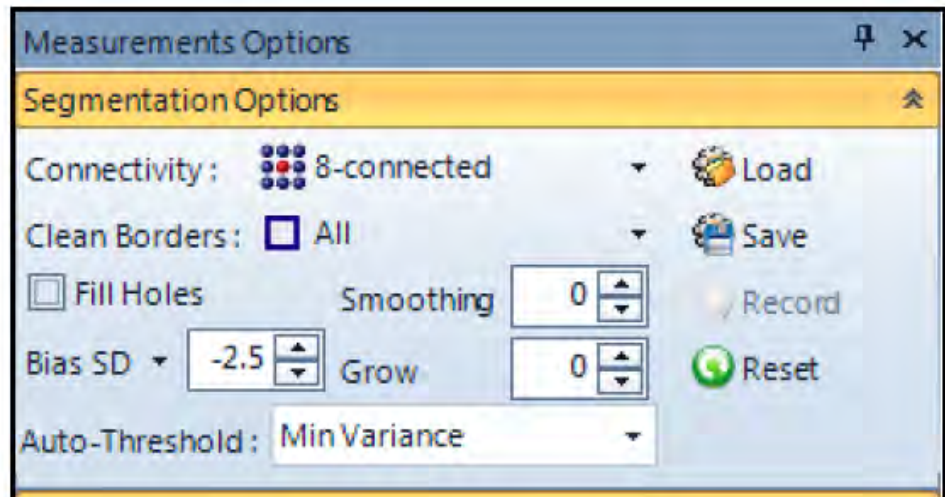 Measurements Options
Segmentation Options
Connectivity : 8-connected Load
Clean Borders : All Save
Fill Holes Smoothing 0 Record
Bias SD -2.5 Grow 0 Reset
Auto-Threshold : Min Variance